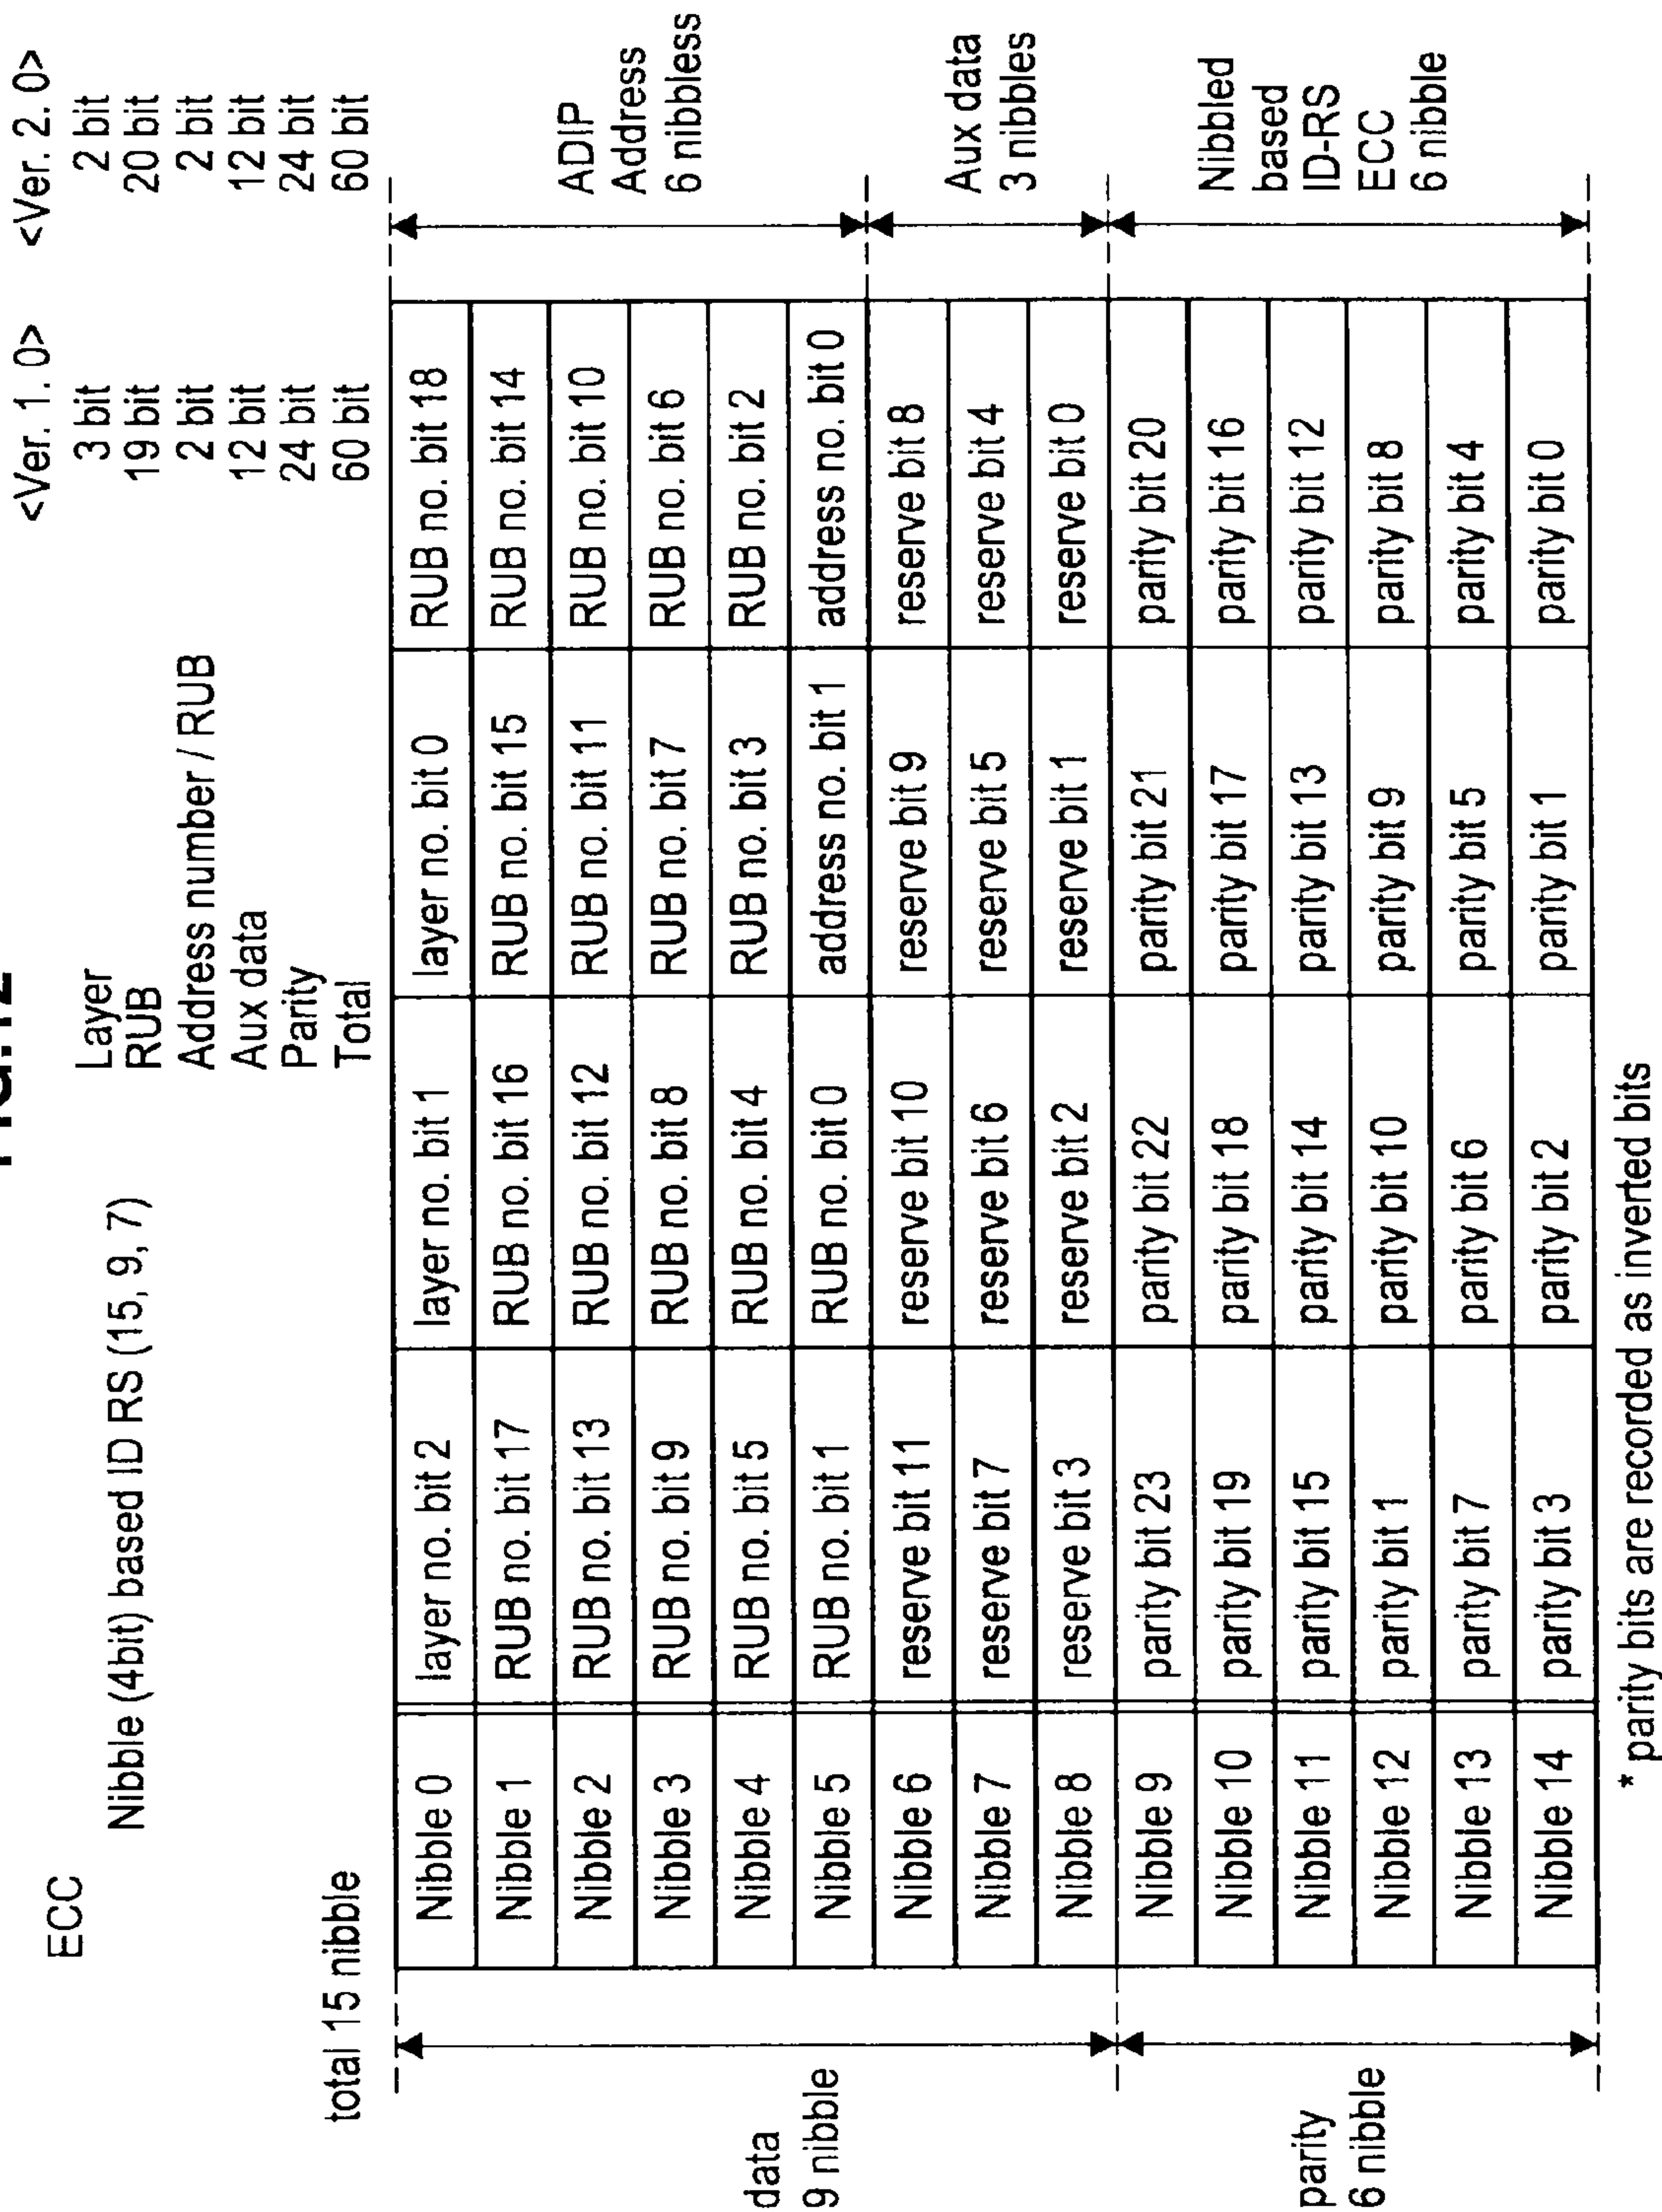 FIG. 12
ECC
Nibble (4bit) based ID RS (15, 9, 7)
<Ver. 1. 0> <Ver. 2. 0>
Layer 3 bit 2 bit
RUB 19 bit 20 bit
Address number / RUB 2 bit 2 bit
Aux data 12 bit 12 bit
Parity 24 bit 24 bit
Total 60 bit 60 bit
total 15 nibble
Nibble 0 layer no. bit 2 layer no. bit 1 layer no. bit 0 RUB no. bit 18
Nibble 1 RUB no. bit 17 RUB no. bit 16 RUB no. bit 15 RUB no. bit 14
Nibble 2 RUB no. bit 13 RUB no. bit 12 RUB no. bit 11 RUB no. bit 10
Nibble 3 RUB no. bit 9 RUB no. bit 8 RUB no. bit 7 RUB no. bit 6
Nibble 4 RUB no. bit 5 RUB no. bit 4 RUB no. bit 3 RUB no. bit 2
Nibble 5 RUB no. bit 1 RUB no. bit 0 address no. bit 1 address no. bit 0
Nibble 6 reserve bit 11 reserve bit 10 reserve bit 9 reserve bit 8
Nibble 7 reserve bit 7 reserve bit 6 reserve bit 5 reserve bit 4
Nibble 8 reserve bit 3 reserve bit 2 reserve bit 1 reserve bit 0
Nibble 9 parity bit 23 parity bit 22 parity bit 21 parity bit 20
Nibble 10 parity bit 19 parity bit 18 parity bit 17 parity bit 16
Nibble 11 parity bit 15 parity bit 14 parity bit 13 parity bit 12
Nibble 12 parity bit 1 parity bit 10 parity bit 9 parity bit 8
Nibble 13 parity bit 7 parity bit 6 parity bit 5 parity bit 4
Nibble 14 parity bit 3 parity bit 2 parity bit 1 parity bit 0
data
9 nibble
parity
6 nibble
ADIP
Address
6 nibbless
Aux data
3 nibbles
Nibbled
based
ID-RS
ECC
6 nibble
* parity bits are recorded as inverted bits